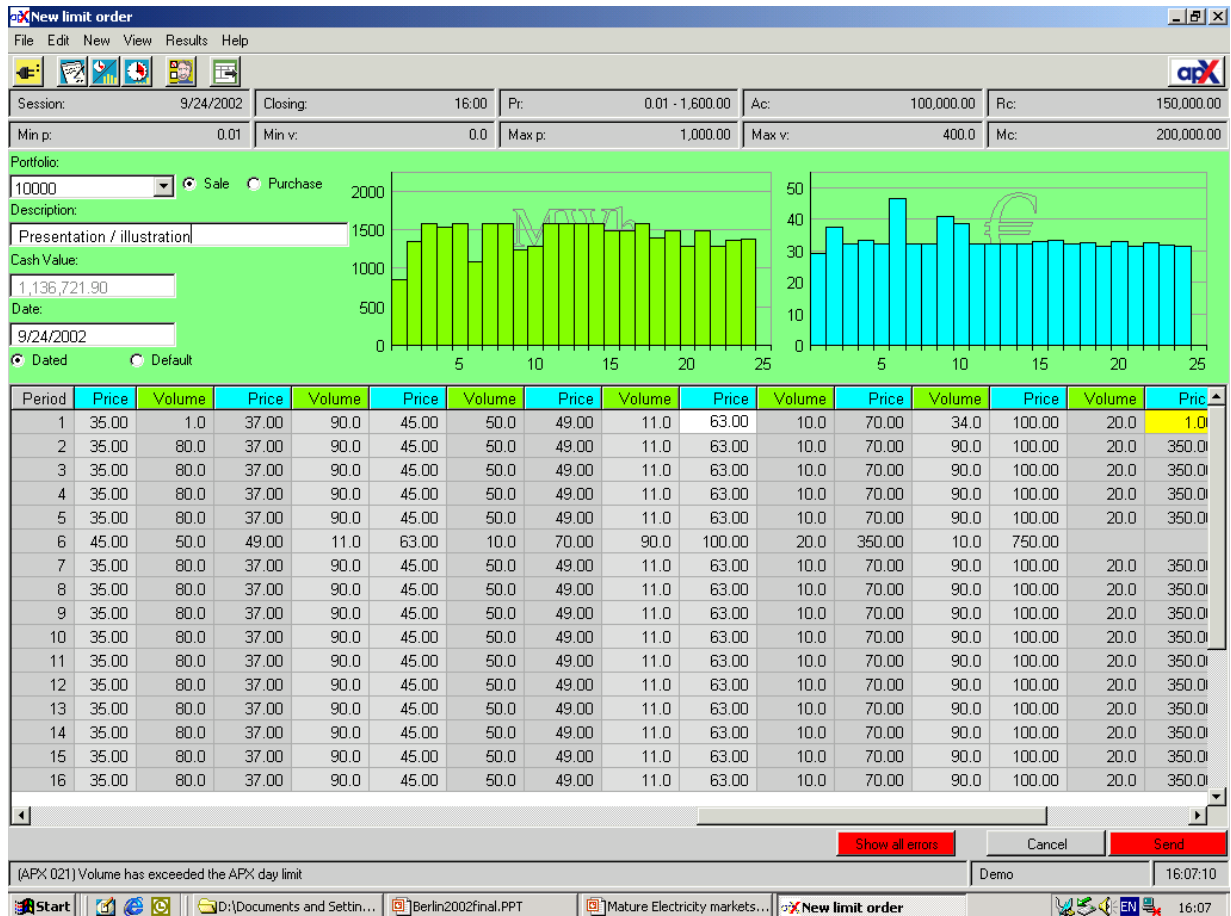 apX New limit order
File Edit New View Results Help
apX
Session: 9/24/2002 Closing: 16:00 Pr: 0.01 - 1,600.00 Ac: 100,000.00 Rc: 150,000.00
Min p: 0.01 Min v: 0.0 Max p: 1,000.00 Max v: 400.0 Mc: 200,000.00
Portfolio:
10000 Sale Purchase
Description:
Presentation / illustration
Cash Value:
1,136,721.90
Date:
9/24/2002
Dated Default
MWh
2000
1500
1000
500
0
5 10 15 20 25
€
50
40
30
20
10
0
5 10 15 20 25
Period Price Volume Price Volume Price Volume Price Volume Price Volume Price Volume Price Volume Pric
1 35.00 1.0 37.00 90.0 45.00 50.0 49.00 11.0 63.00 10.0 70.00 34.0 100.00 20.0 1.0
2 35.00 80.0 37.00 90.0 45.00 50.0 49.00 11.0 63.00 10.0 70.00 90.0 100.00 20.0 350.0
3 35.00 80.0 37.00 90.0 45.00 50.0 49.00 11.0 63.00 10.0 70.00 90.0 100.00 20.0 350.0
4 35.00 80.0 37.00 90.0 45.00 50.0 49.00 11.0 63.00 10.0 70.00 90.0 100.00 20.0 350.0
5 35.00 80.0 37.00 90.0 45.00 50.0 49.00 11.0 63.00 10.0 70.00 90.0 100.00 20.0 350.0
6 45.00 50.0 49.00 11.0 63.00 10.0 70.00 90.0 100.00 20.0 350.00 10.0 750.00
7 35.00 80.0 37.00 90.0 45.00 50.0 49.00 11.0 63.00 10.0 70.00 90.0 100.00 20.0 350.0
8 35.00 80.0 37.00 90.0 45.00 50.0 49.00 11.0 63.00 10.0 70.00 90.0 100.00 20.0 350.0
9 35.00 80.0 37.00 90.0 45.00 50.0 49.00 11.0 63.00 10.0 70.00 90.0 100.00 20.0 350.0
10 35.00 80.0 37.00 90.0 45.00 50.0 49.00 11.0 63.00 10.0 70.00 90.0 100.00 20.0 350.0
11 35.00 80.0 37.00 90.0 45.00 50.0 49.00 11.0 63.00 10.0 70.00 90.0 100.00 20.0 350.0
12 35.00 80.0 37.00 90.0 45.00 50.0 49.00 11.0 63.00 10.0 70.00 90.0 100.00 20.0 350.0
13 35.00 80.0 37.00 90.0 45.00 50.0 49.00 11.0 63.00 10.0 70.00 90.0 100.00 20.0 350.0
14 35.00 80.0 37.00 90.0 45.00 50.0 49.00 11.0 63.00 10.0 70.00 90.0 100.00 20.0 350.0
15 35.00 80.0 37.00 90.0 45.00 50.0 49.00 11.0 63.00 10.0 70.00 90.0 100.00 20.0 350.0
16 35.00 80.0 37.00 90.0 45.00 50.0 49.00 11.0 63.00 10.0 70.00 90.0 100.00 20.0 350.0
Show all errors Cancel Send
(APX 021) Volume has exceeded the APX day limit Demo 16:07:10
Start D:\Documents and Settin... Berlin2002final.PPT Mature Electricity markets... New limit order EN 16:07